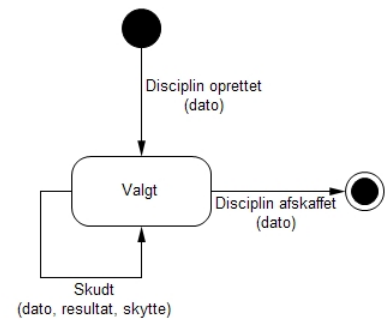 Disciplin oprettet
(dato)
Valgt
Disciplin afskaffet
(dato)
Skudt
(dato, resultat, skytte)